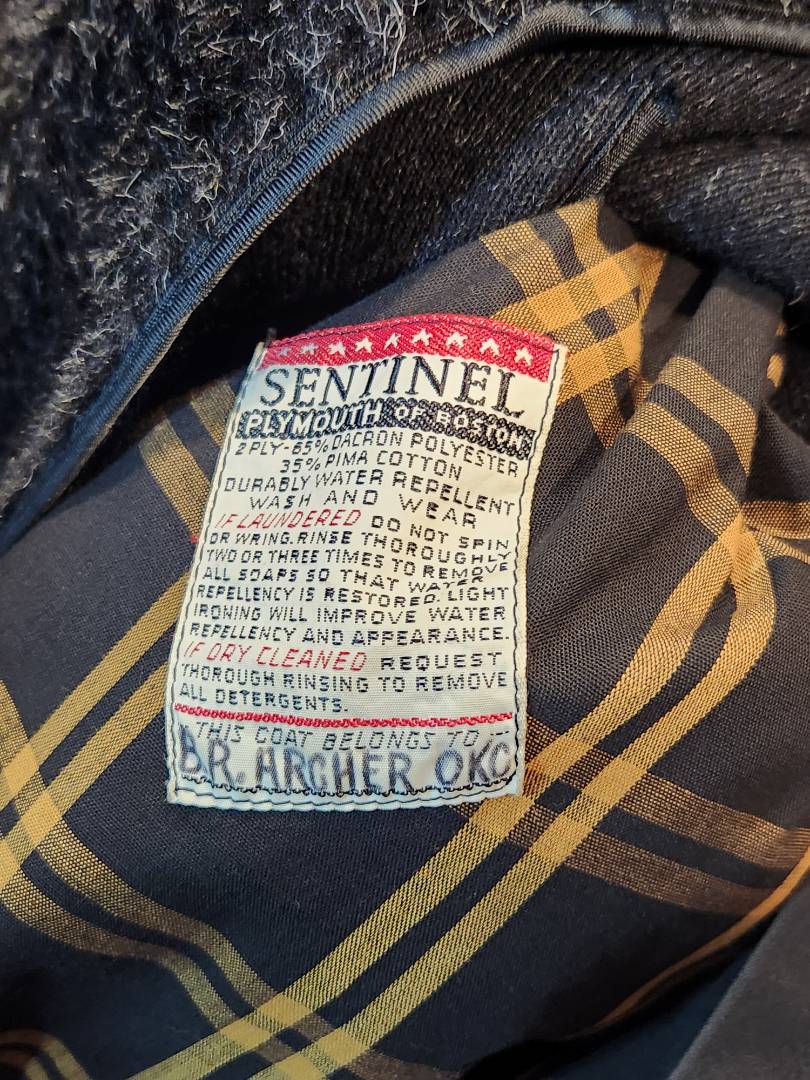 SENTINEL
PLYMOUTH OF BOSTON
2 PLY-65% DACRON POLYESTER
35% PIMA COTTON
DURABLY WATER REPELLENT
WASH AND WEAR
IF LAUNDERED DO NOT SPIN
OR WRING. RINSE THOROUGHLY
TWO OR THREE TIMES TO REMOVE
ALL SOAPS SO THAT WATER
REPELLENCY IS RESTORED. LIGHT
IRONING WILL IMPROVE WATER
REPELLENCY AND APPEARANCE.
IF DRY CLEANED REQUEST
THOROUGH RINSING TO REMOVE
ALL DETERGENTS.
THIS COAT BELONGS TO --
B.R. ARCHER OKC